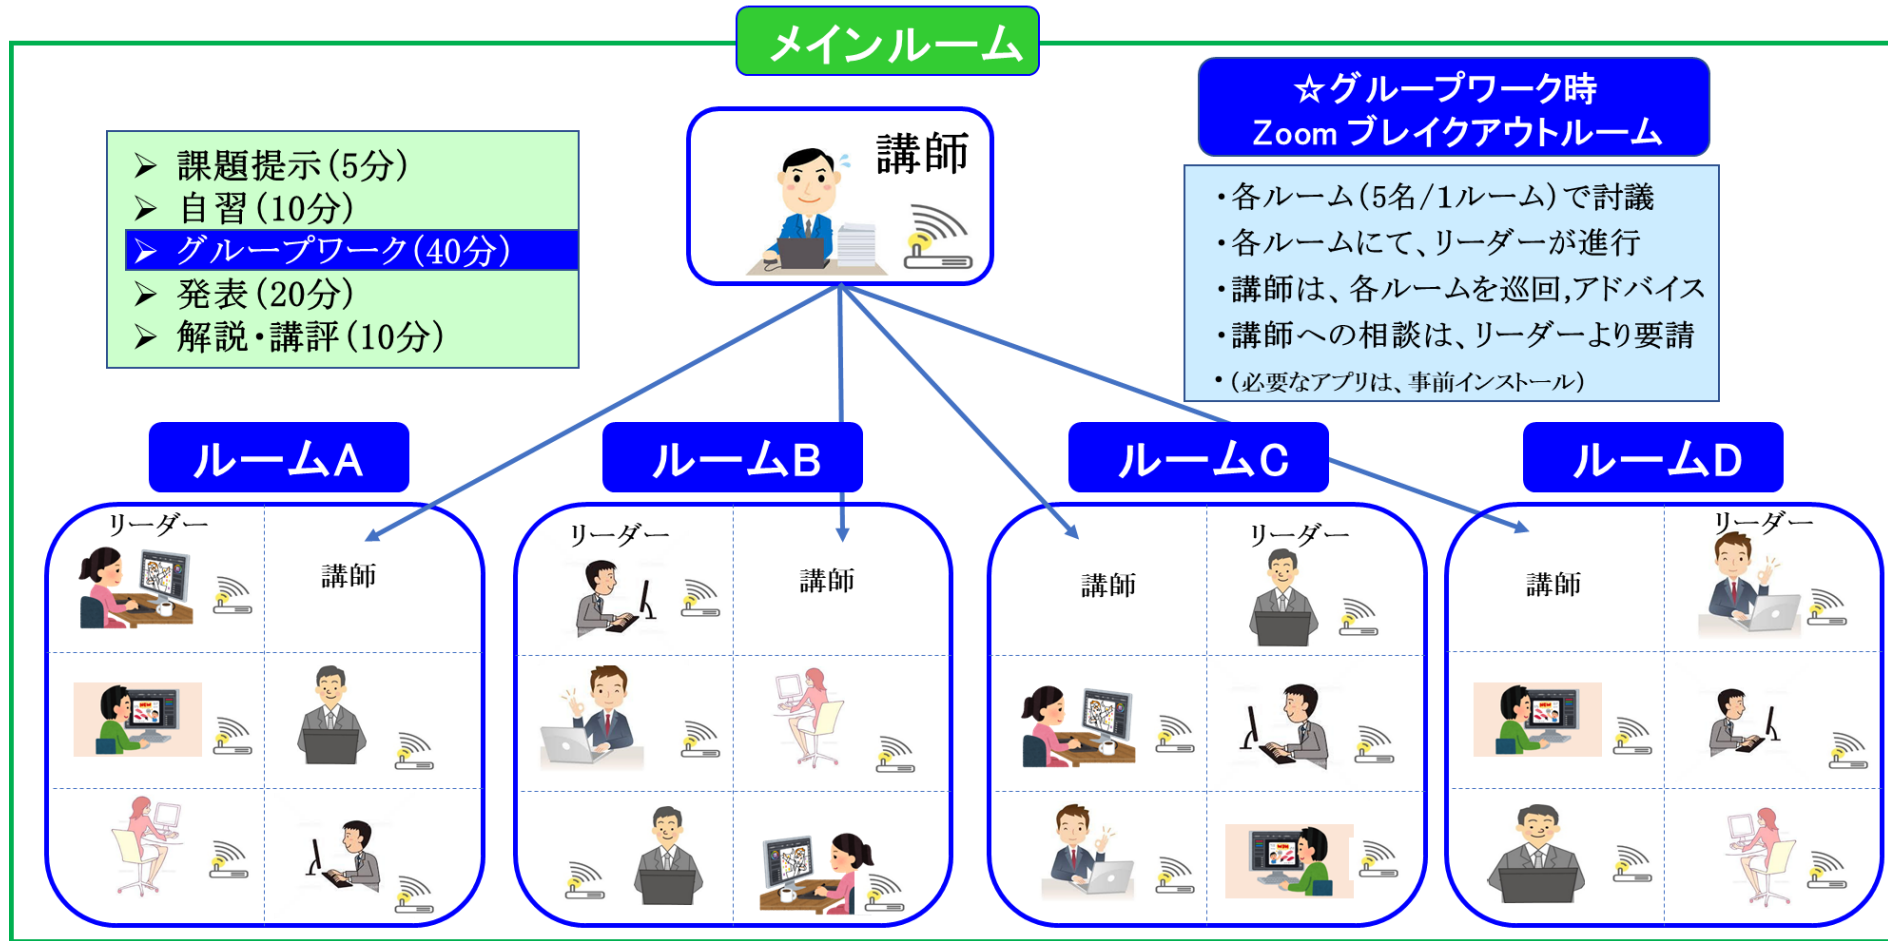 メインルーム
☆グループワーク時
Zoom ブレイクアウトルーム
講師
➢ 課題提示(5分)
➢ 自習(10分)
➢ グループワーク(40分)
➢ 発表(20分)
➢ 解説・講評(10分)
・各ルーム(5名/1ルーム)で討議
・各ルームにて、リーダーが進行
・講師は、各ルームを巡回,アドバイス
・講師への相談は、リーダーより要請
・(必要なアプリは、事前インストール)
ルームA
ルームB
ルームC
ルームD
リーダー
講師
リーダー
講師
講師
リーダー
講師
リーダー